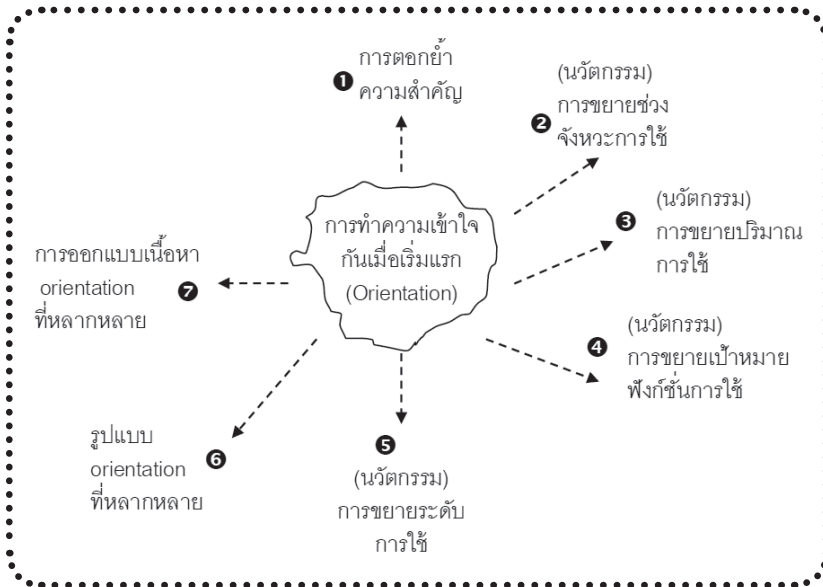 การทำความเข้าใจ
กันเมื่อเริ่มแรก
(Orientation)
❶ การตอกย้ำ
ความสำคัญ
❷ (นวัตกรรม)
การขยายช่วง
จังหวะการใช้
❸ (นวัตกรรม)
การขยายปริมาณ
การใช้
❹ (นวัตกรรม)
การขยายเป้าหมาย
ฟังก์ชั่นการใช้
❺
(นวัตกรรม)
การขยายระดับ
การใช้
รูปแบบ
orientation ❻
ที่หลากหลาย
การออกแบบเนื้อหา
orientation ❼
ที่หลากหลาย